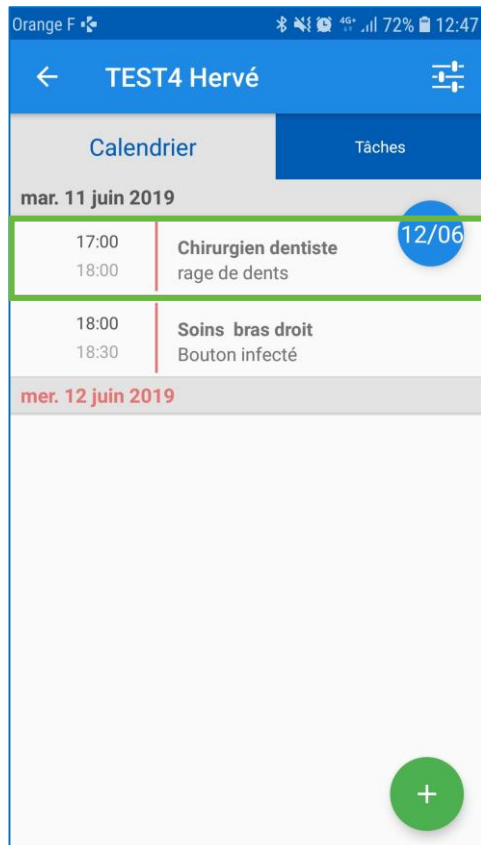 Orange F 4G+ 72% 12:47
TEST4 Hervé
Calendrier Tâches
mar. 11 juin 2019
12/06
17:00 Chirurgien dentiste
18:00 rage de dents
18:00 Soins bras droit
18:30 Bouton infecté
mer. 12 juin 2019
+